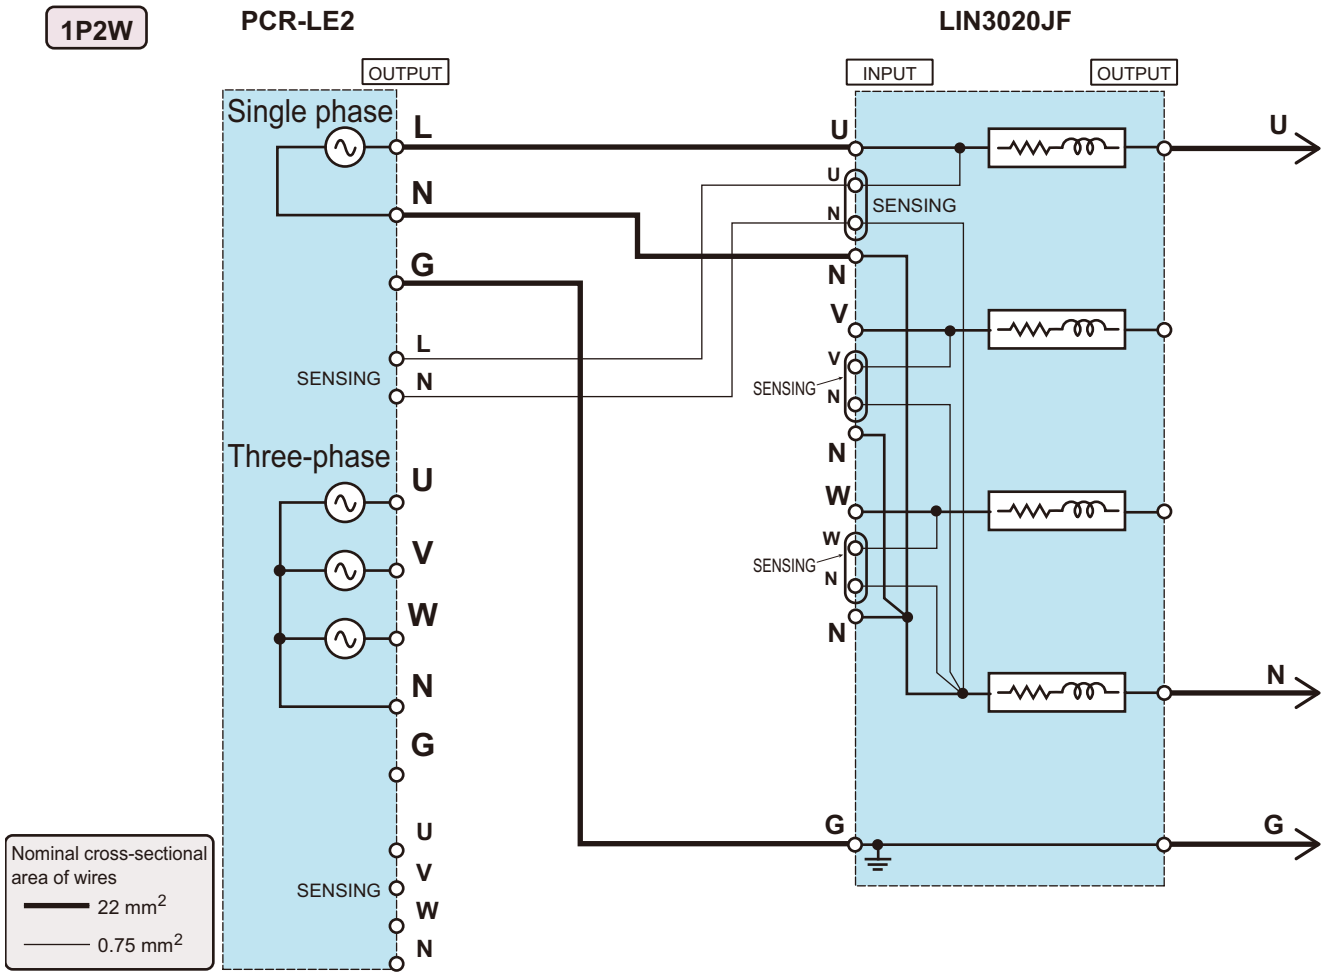 1P2W
PCR-LE2
LIN3020JF
OUTPUT
INPUT
OUTPUT
Single phase
L
N
G
L
SENSING
N
Three-phase
U
V
W
N
G
U
V
SENSING
W
N
U
U
SENSING
N
N
V
V
SENSING
N
N
W
W
SENSING
N
N
G
U
N
G
Nominal cross-sectional
area of wires
22 mm²
0.75 mm²